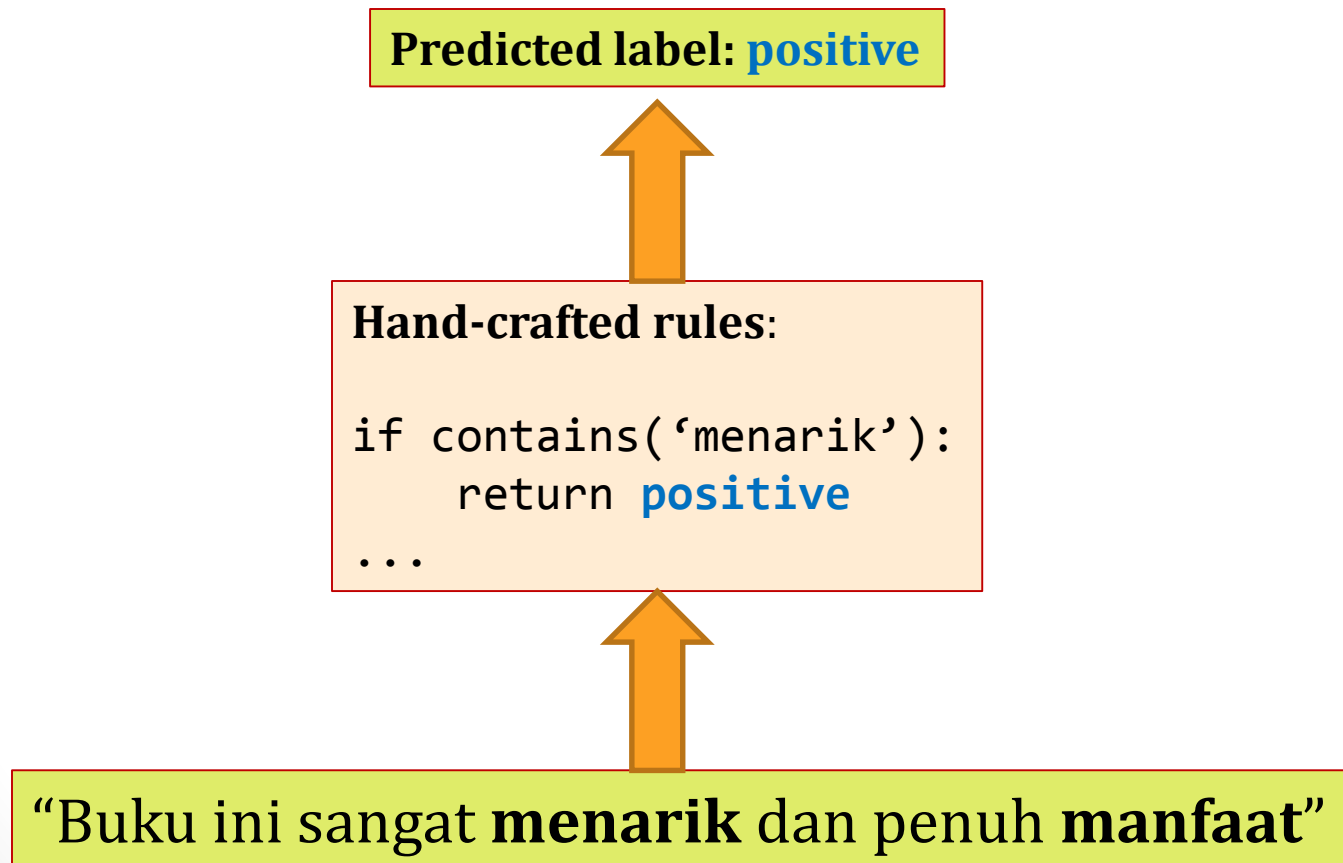 Predicted label: positive
Hand-crafted rules:
if contains(‘menarik’):
return positive
...
“Buku ini sangat menarik dan penuh manfaat”